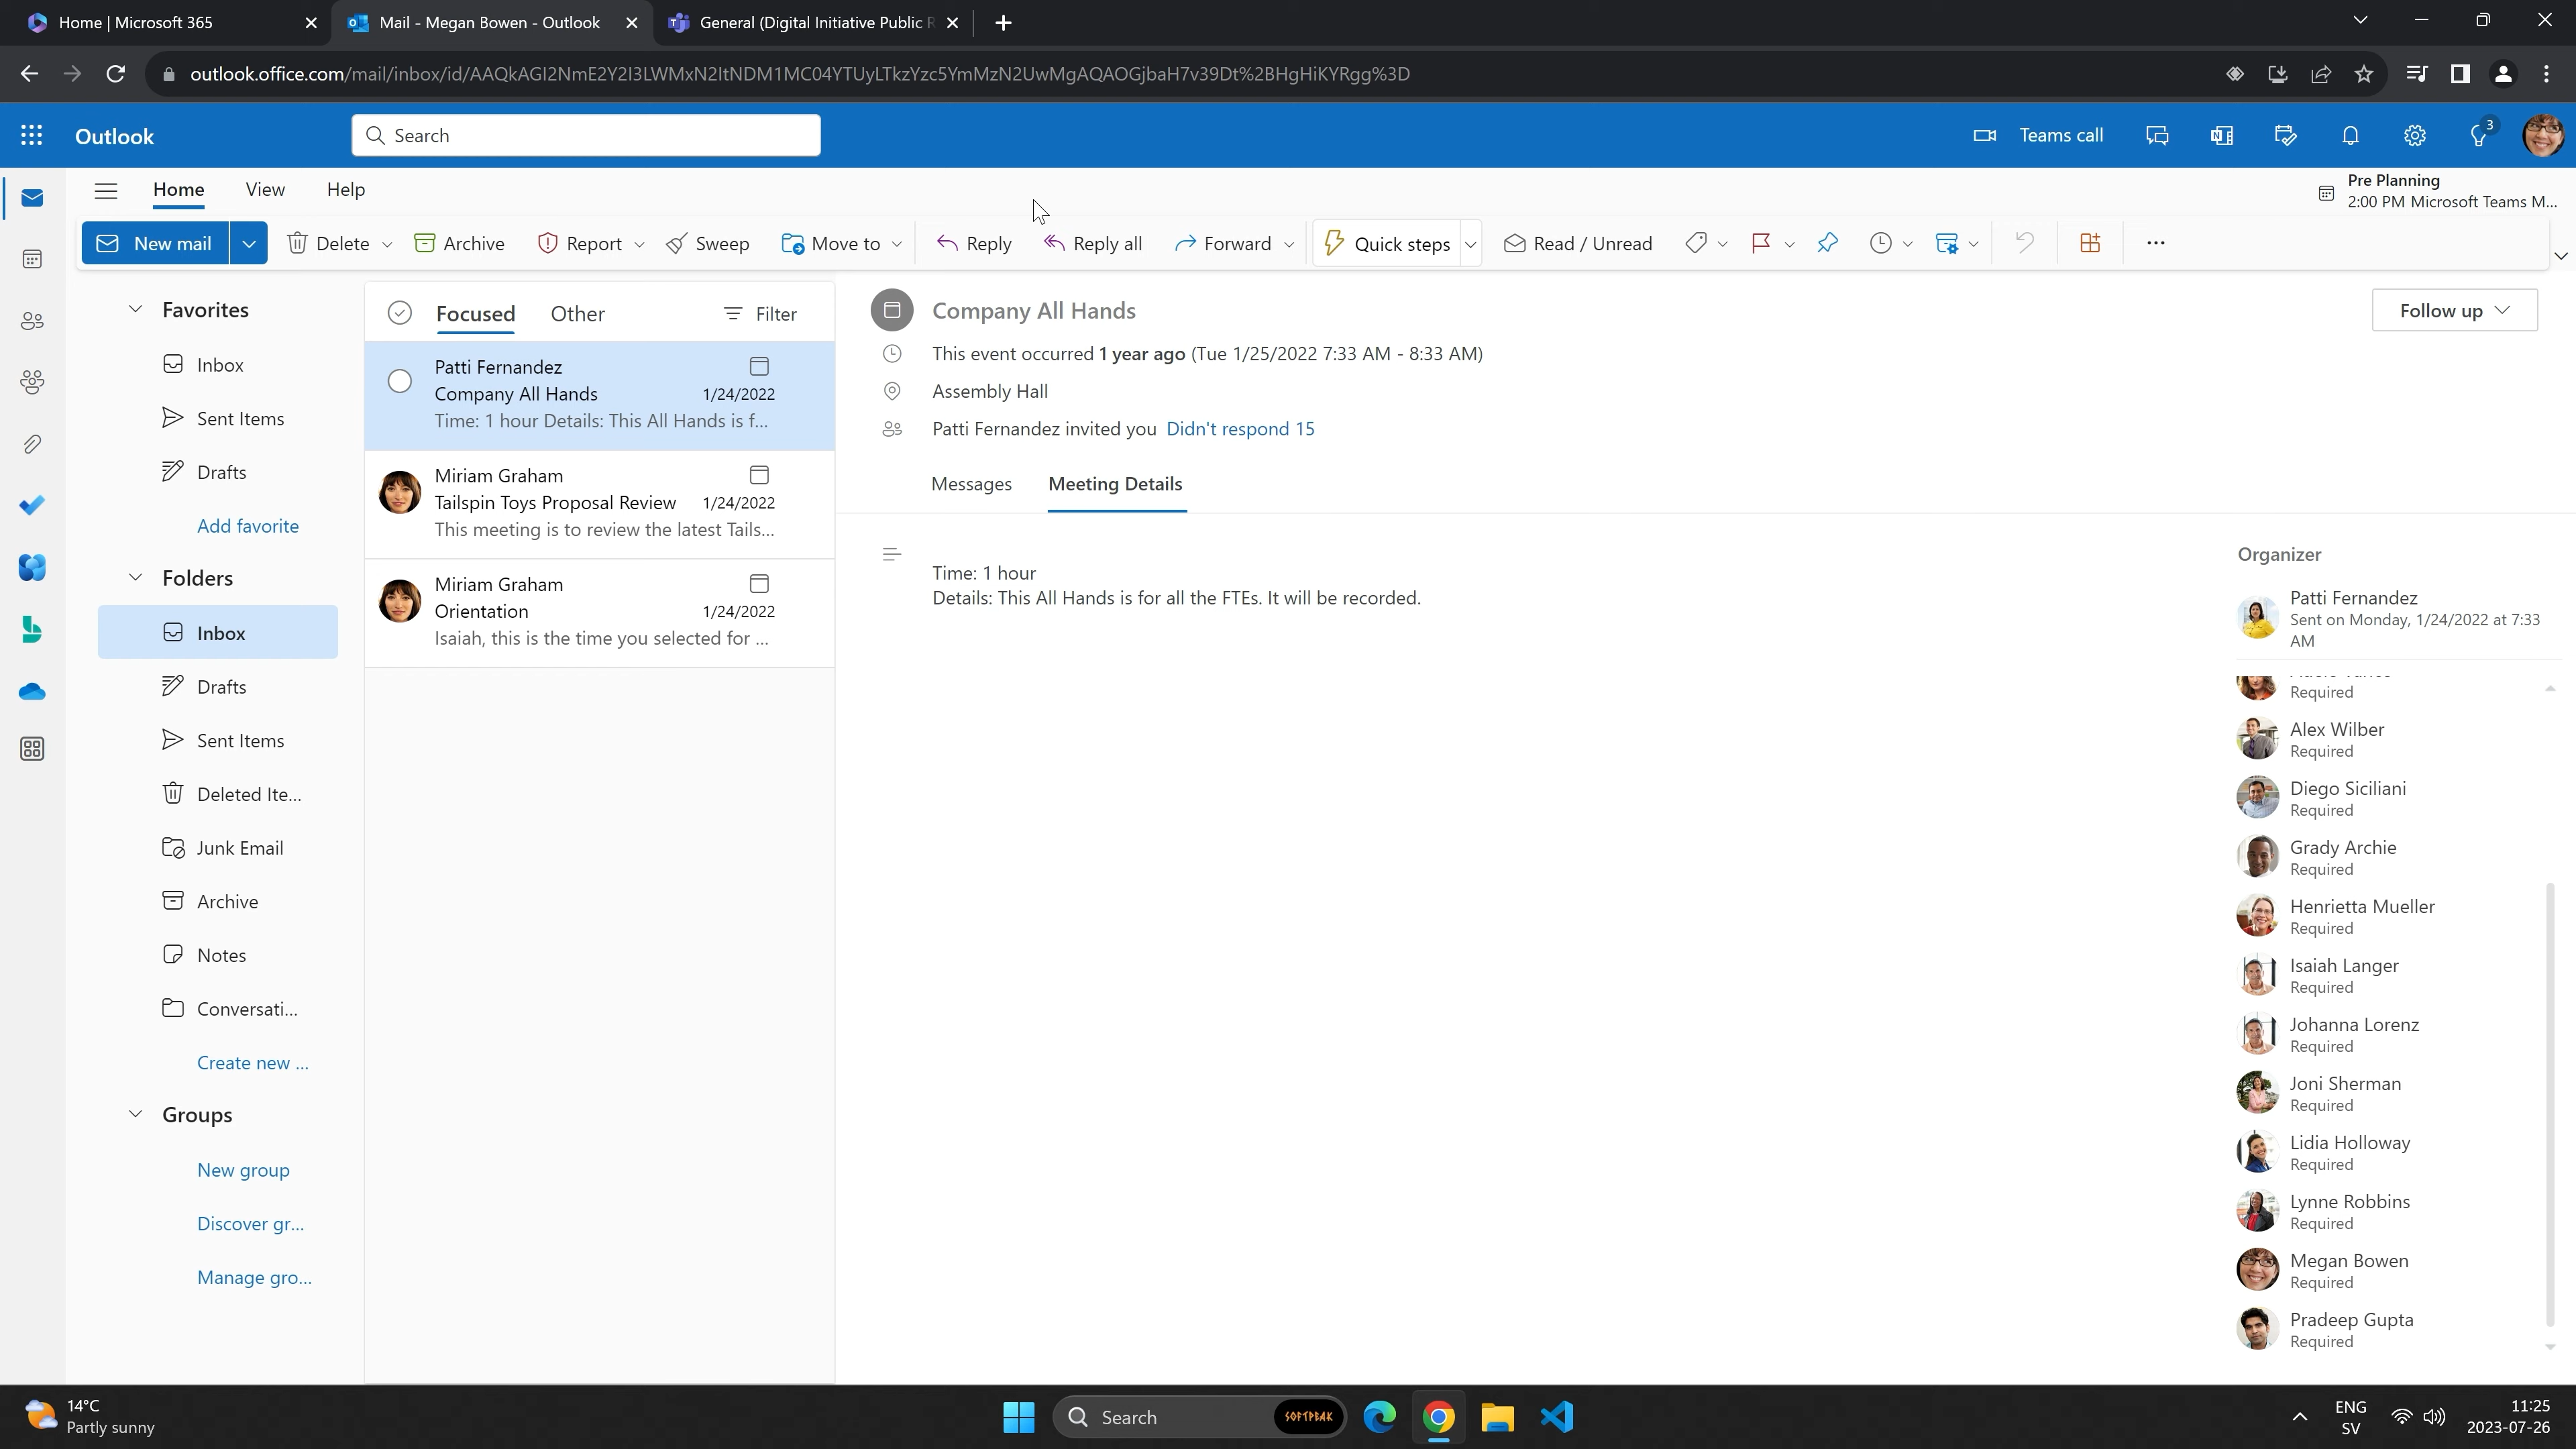 Home | Microsoft 365
Mail - Megan Bowen - Outlook
General (Digital Initiative Public R
outlook.office.com/mail/inbox/id/AAQkAGI2NmE2Y2I3LWMxN2ItNDM1MC04YTUyLTkzYzc5YmMzN2UwMgAQAOGjbaH7v39Dt%2BHgHiKYRgg%3D
Outlook
Search
Teams call
3
Home
View
Help
Pre Planning
2:00 PM Microsoft Teams M...
New mail
Delete
Archive
Report
Sweep
Move to
Reply
Reply all
Forward
Quick steps
Read / Unread
Favorites
Inbox
Sent Items
Drafts
Add favorite
Folders
Inbox
Drafts
Sent Items
Deleted Ite...
Junk Email
Archive
Notes
Conversati...
Create new ...
Groups
New group
Discover gr...
Manage gro...
Focused
Other
Filter
Patti Fernandez
Company All Hands 1/24/2022
Time: 1 hour Details: This All Hands is f...
Miriam Graham
Tailspin Toys Proposal Review 1/24/2022
This meeting is to review the latest Tails...
Miriam Graham
Orientation 1/24/2022
Isaiah, this is the time you selected for ...
Company All Hands
Follow up
This event occurred 1 year ago (Tue 1/25/2022 7:33 AM - 8:33 AM)
Assembly Hall
Patti Fernandez invited you Didn't respond 15
Messages
Meeting Details
Time: 1 hour
Details: This All Hands is for all the FTEs. It will be recorded.
Organizer
Patti Fernandez
Sent on Monday, 1/24/2022 at 7:33
AM
Required
Alex Wilber
Required
Diego Siciliani
Required
Grady Archie
Required
Henrietta Mueller
Required
Isaiah Langer
Required
Johanna Lorenz
Required
Joni Sherman
Required
Lidia Holloway
Required
Lynne Robbins
Required
Megan Bowen
Required
Pradeep Gupta
Required
14°C
Partly sunny
Search
SOFTPEAK
ENG
SV
11:25
2023-07-26